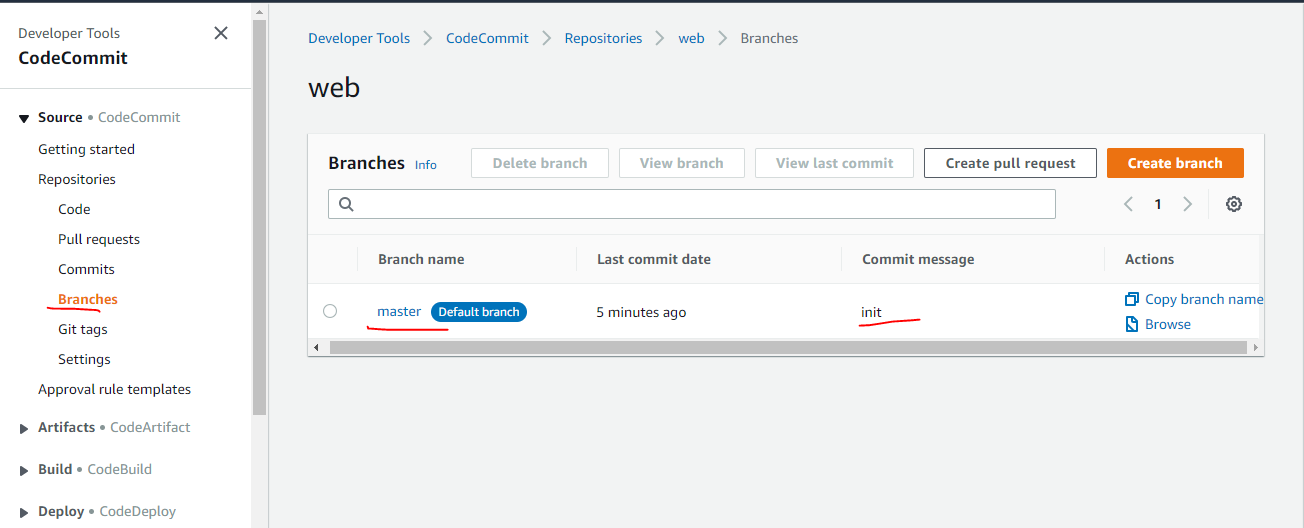 Developer Tools
CodeCommit
Source • CodeCommit
Getting started
Repositories
Code
Pull requests
Commits
Branches
Git tags
Settings
Approval rule templates
Artifacts • CodeArtifact
Build • CodeBuild
Deploy • CodeDeploy
Developer Tools > CodeCommit > Repositories > web > Branches
web
Branches Info Delete branch View branch View last commit Create pull request Create branch
1
Branch name Last commit date Commit message Actions
master Default branch 5 minutes ago init Copy branch name
Browse